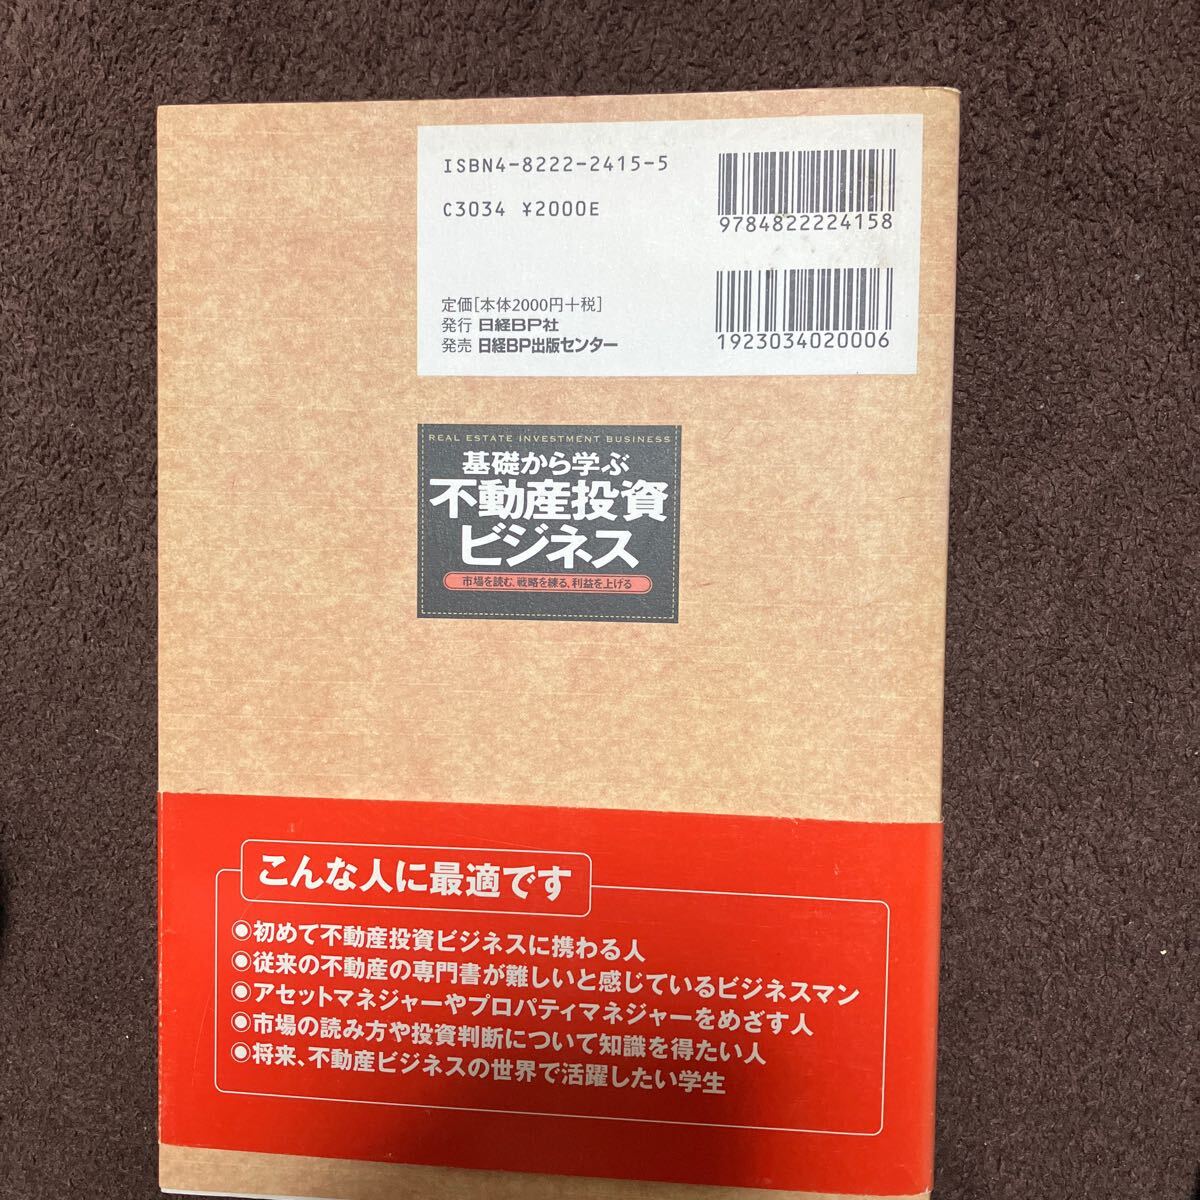 ISBN4-8222-2415-5
C3034 ¥2000E
9784822224158
定価[本体2000円+税]
発行 日経BP社
発売 日経BP出版センター
1923034020006
REAL ESTATE INVESTMENT BUSINESS
基礎から学ぶ
不動産投資
ビジネス
市場を読む、戦略を練る、利益を上げる
こんな人に最適です
◉初めて不動産投資ビジネスに携わる人
◉従来の不動産の専門書が難しいと感じているビジネスマン
◉アセットマネジャーやプロパティマネジャーをめざす人
◉市場の読み方や投資判断について知識を得たい人
◉将来、不動産ビジネスの世界で活躍したい学生